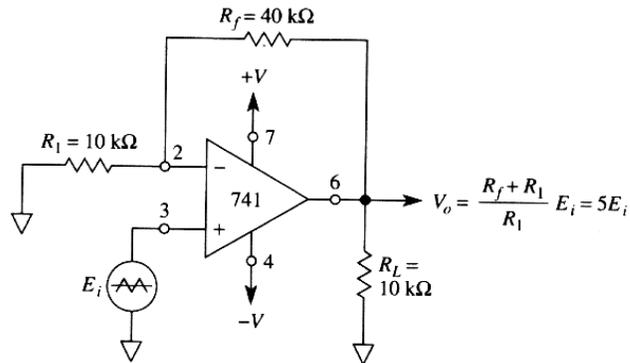 R_f = 40 kΩ
+V
R_1 = 10 kΩ
2
7
−
741
6
V_o = (R_f + R_1)/R_1 E_i = 5E_i
3
+
4
R_L =
10 kΩ
E_i
−V